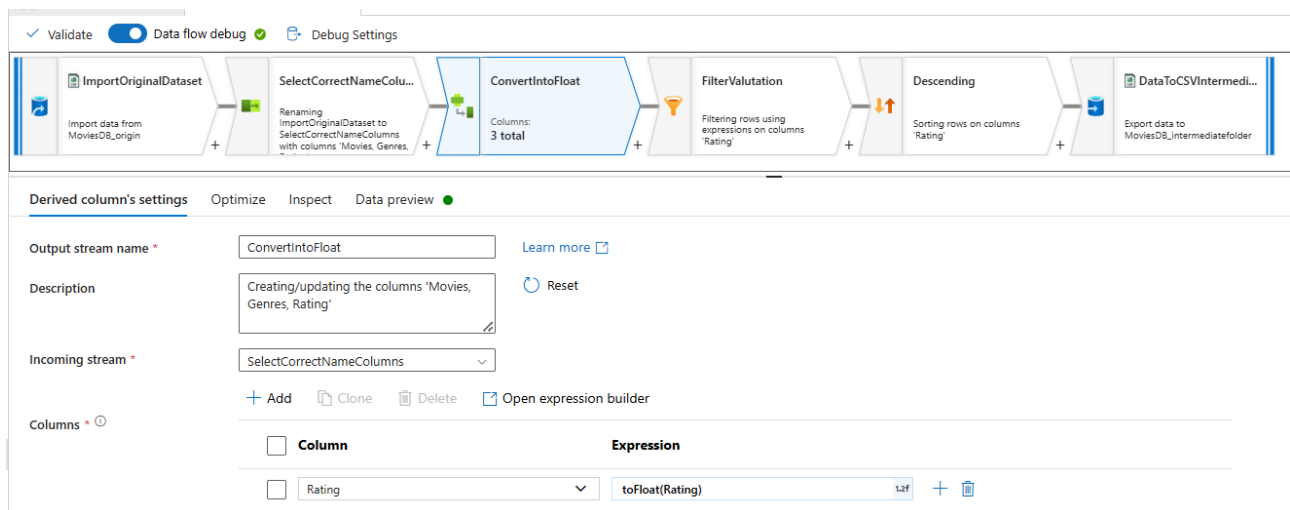 Validate
Data flow debug
Debug Settings
ImportOriginalDataset
Import data from
MoviesDB_origin
+
SelectCorrectNameColu...
Renaming
ImportOriginalDataset to
SelectCorrectNameColumns
with columns 'Movies, Genres,
+
ConvertIntoFloat
Columns:
3 total
+
FilterValutation
Filtering rows using
expressions on columns
'Rating'
+
Descending
Sorting rows on columns
'Rating'
+
DataToCSVIntermedi...
Export data to
MoviesDB_intermediatefolder
Derived column's settings
Optimize
Inspect
Data preview
Output stream name *
ConvertIntoFloat
Learn more
Description
Creating/updating the columns 'Movies,
Genres, Rating'
Reset
Incoming stream *
SelectCorrectNameColumns
+ Add
Clone
Delete
Open expression builder
Columns *
Column
Expression
Rating
toFloat(Rating)
1.2f